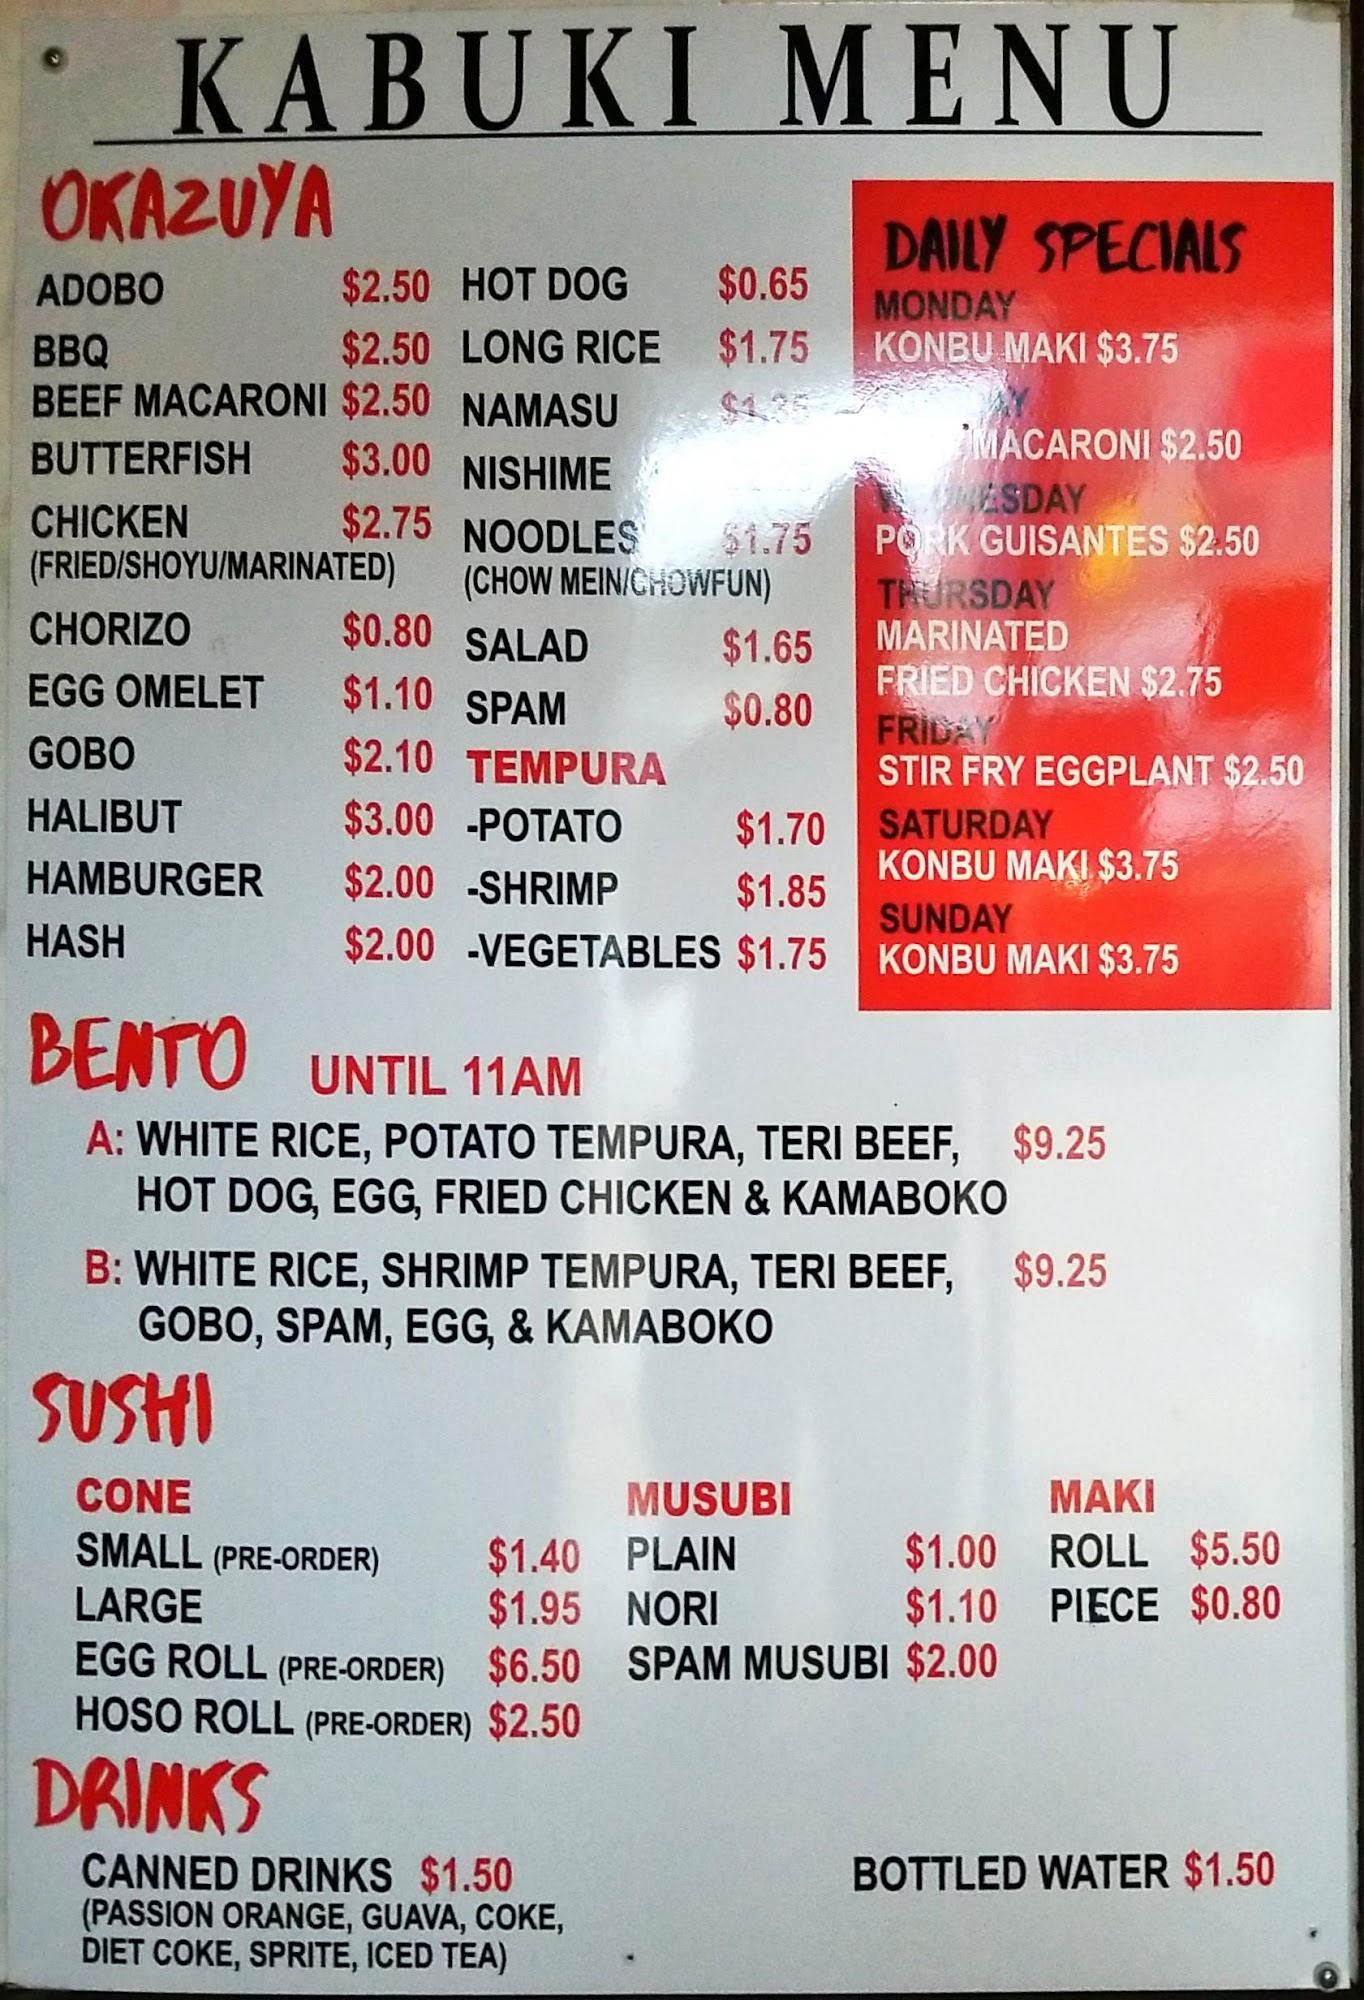 KABUKI MENU
OKAZUYA
ADOBO $2.50
BBQ $2.50
BEEF MACARONI $2.50
BUTTERFISH $3.00
CHICKEN $2.75
(FRIED/SHOYU/MARINATED)
CHORIZO $0.80
EGG OMELET $1.10
GOBO $2.10
HALIBUT $3.00
HAMBURGER $2.00
HASH $2.00
HOT DOG $0.65
LONG RICE $1.75
NAMASU
NISHIME
NOODLES $1.75
(CHOW MEIN/CHOWFUN)
SALAD $1.65
SPAM $0.80
TEMPURA
-POTATO $1.70
-SHRIMP $1.85
-VEGETABLES $1.75
DAILY SPECIALS
MONDAY
KONBU MAKI $3.75
MACARONI $2.50
WEDNESDAY
PORK GUISANTES $2.50
THURSDAY
MARINATED
FRIED CHICKEN $2.75
FRIDAY
STIR FRY EGGPLANT $2.50
SATURDAY
KONBU MAKI $3.75
SUNDAY
KONBU MAKI $3.75
BENTO UNTIL 11AM
A: WHITE RICE, POTATO TEMPURA, TERI BEEF, $9.25
HOT DOG, EGG, FRIED CHICKEN & KAMABOKO
B: WHITE RICE, SHRIMP TEMPURA, TERI BEEF, $9.25
GOBO, SPAM, EGG, & KAMABOKO
SUSHI
CONE
SMALL (PRE-ORDER) $1.40
LARGE $1.95
EGG ROLL (PRE-ORDER) $6.50
HOSO ROLL (PRE-ORDER) $2.50
MUSUBI
PLAIN $1.00
NORI $1.10
SPAM MUSUBI $2.00
MAKI
ROLL $5.50
PIECE $0.80
DRINKS
CANNED DRINKS $1.50
(PASSION ORANGE, GUAVA, COKE,
DIET COKE, SPRITE, ICED TEA)
BOTTLED WATER $1.50